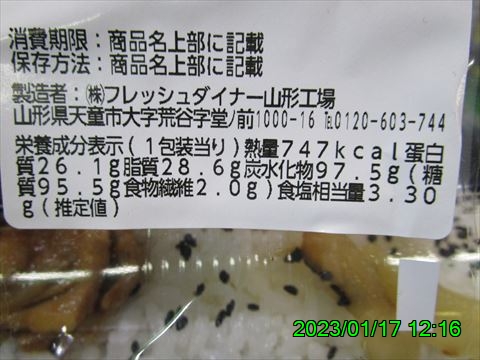 消費期限：商品名上部に記載
保存方法：商品名上部に記載
製造者：㈱フレッシュダイナー山形工場
山形県天童市大字荒谷字堂ノ前1000-16 ℡0120-603-744
栄養成分表示(1包装当り)熱量747kcal蛋白
質26.1g脂質28.6g炭水化物97.5g(糖
質95.5g食物繊維2.0g)食塩相当量3.30
g(推定値)
2023/01/17 12:16